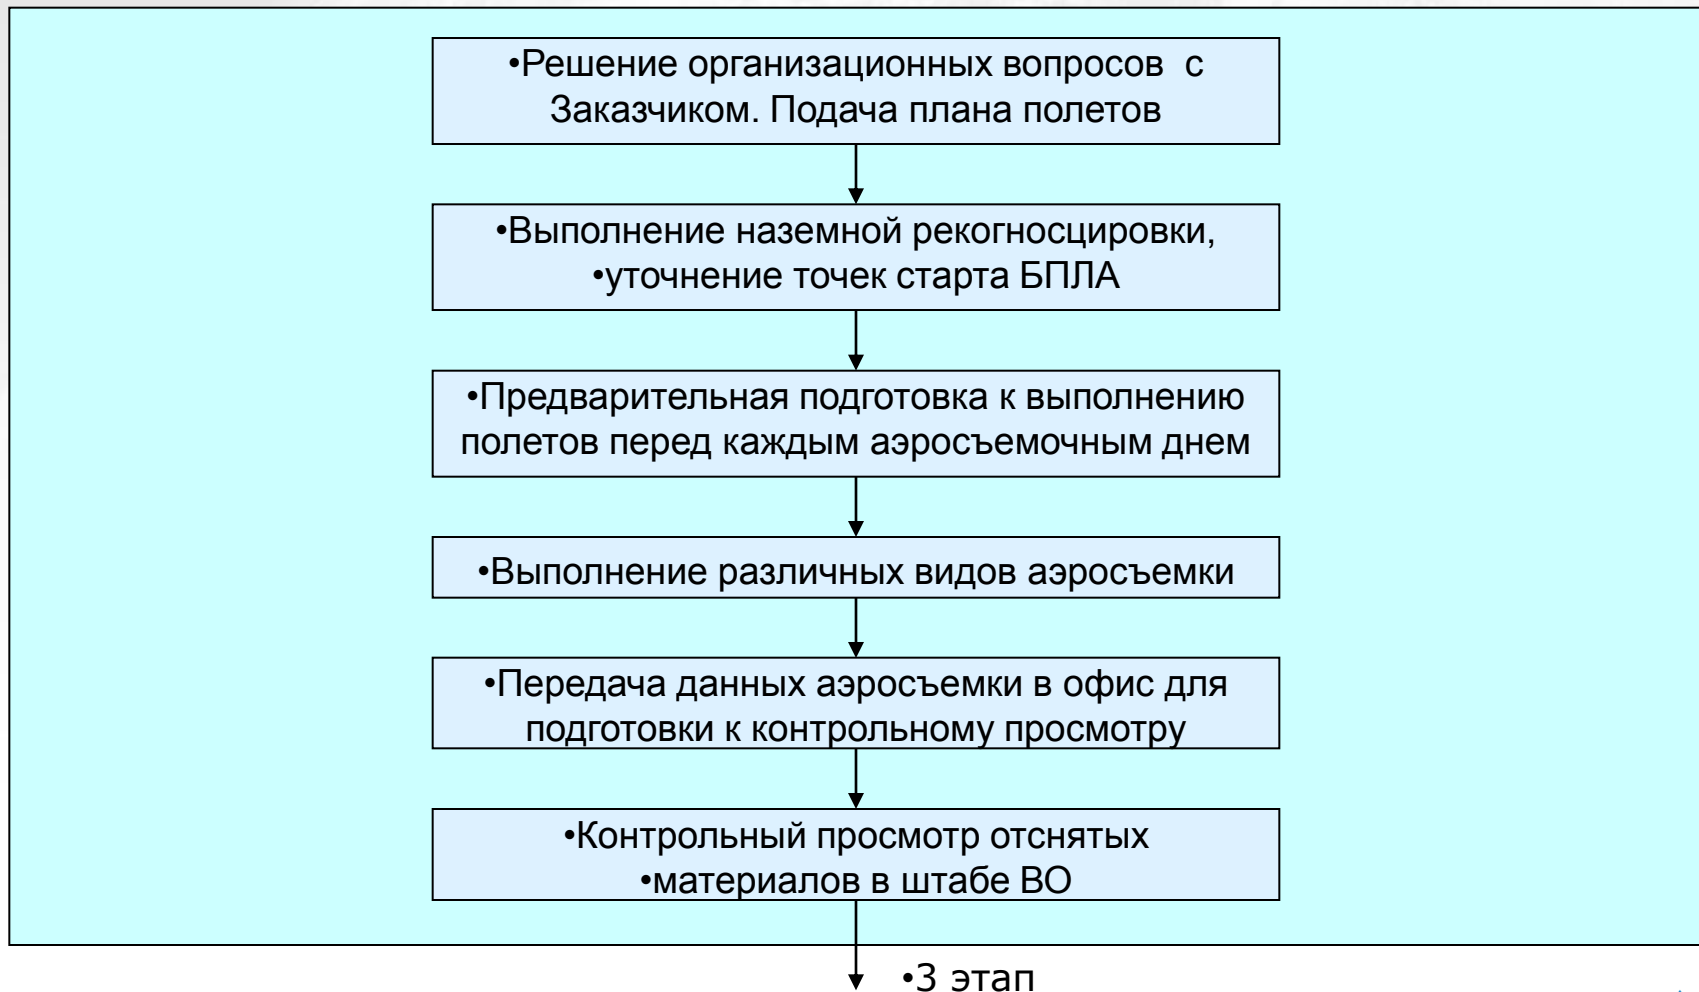 •Решение организационных вопросов с
Заказчиком. Подача плана полетов
•Выполнение наземной рекогносцировки,
•уточнение точек старта БПЛА
•Предварительная подготовка к выполнению
полетов перед каждым аэросъемочным днем
•Выполнение различных видов аэросъемки
•Передача данных аэросъемки в офис для
подготовки к контрольному просмотру
•Контрольный просмотр отснятых
•материалов в штабе ВО
•3 этап